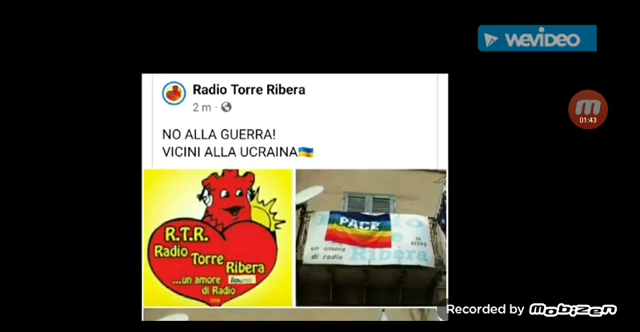 WEVIDEO
Radio Torre Ribera
2 m ·
01:43
NO ALLA GUERRA!
VICINI ALLA UCRAINA🇺🇦
R.T.R.
Radio
Torre
Ribera
...un amore
di Radio
PACE
un amore
di radio
Ribera
Recorded by MOBIZEN